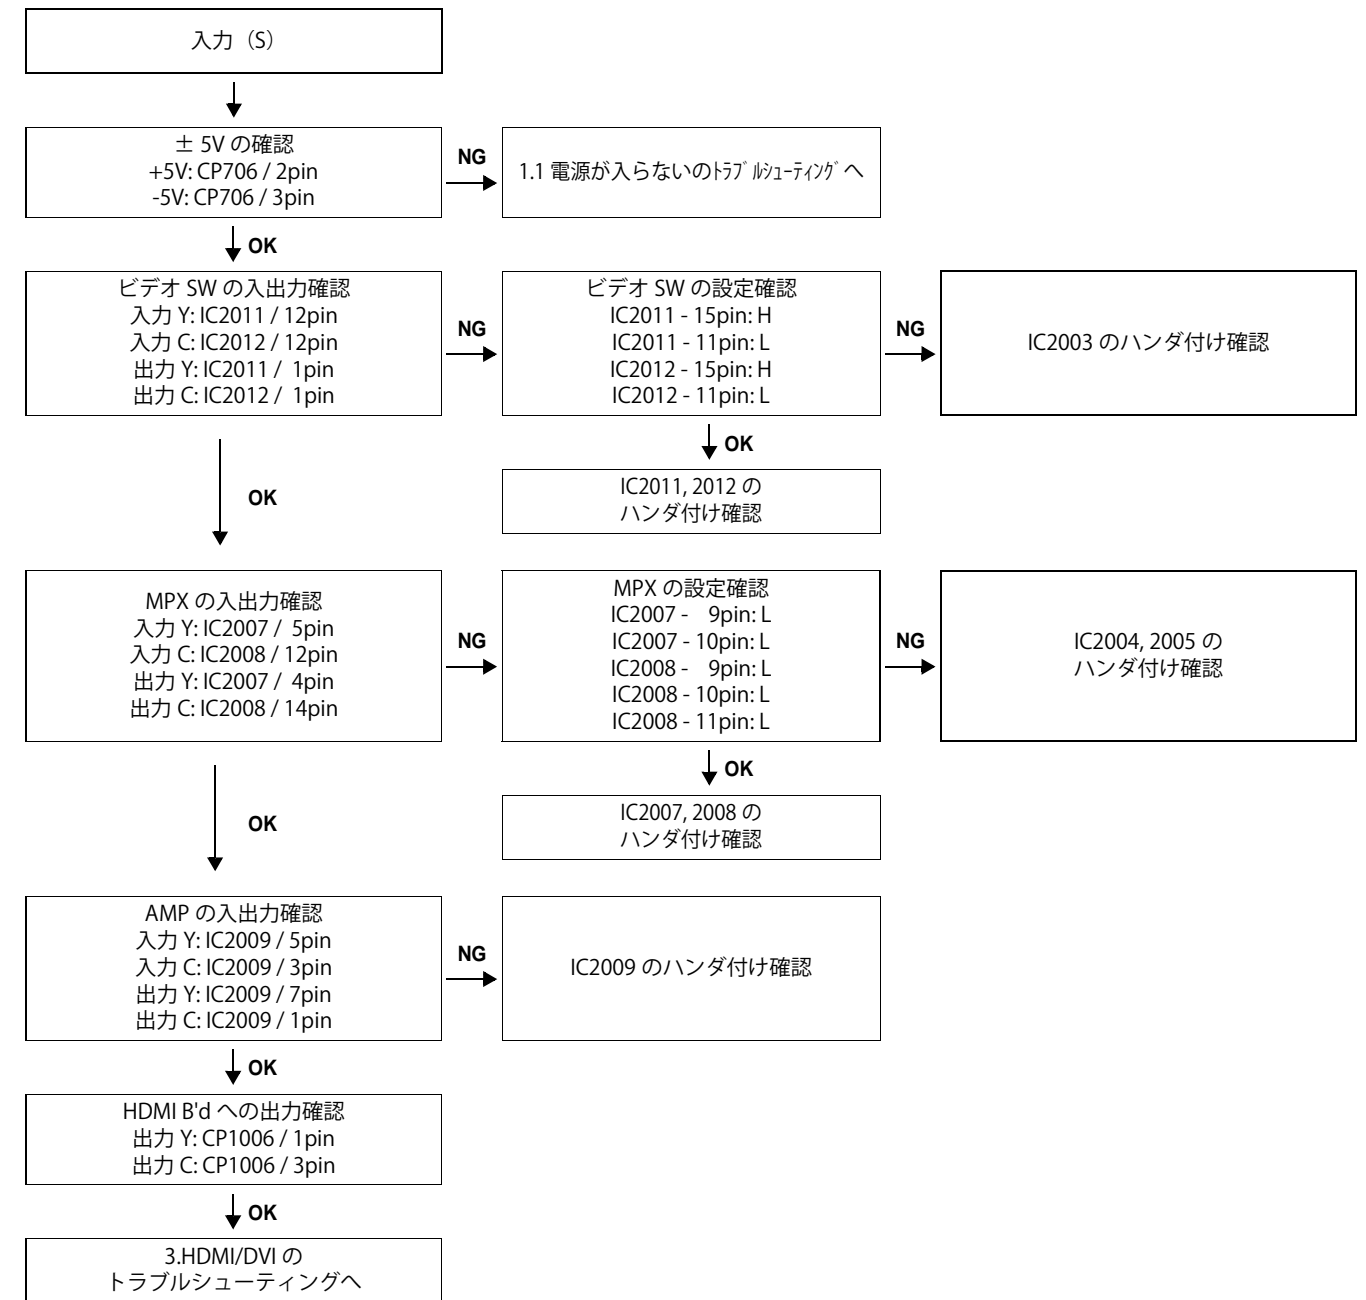 入力（S）
± 5V の確認
+5V: CP706 / 2pin
-5V: CP706 / 3pin
NG
1.1 電源が入らないのﾄﾗﾌﾞﾙｼｭｰﾃｨﾝｸﾞへ
OK
ビデオ SW の入出力確認
入力 Y: IC2011 / 12pin
入力 C: IC2012 / 12pin
出力 Y: IC2011 / 1pin
出力 C: IC2012 / 1pin
NG
ビデオ SW の設定確認
IC2011 - 15pin: H
IC2011 - 11pin: L
IC2012 - 15pin: H
IC2012 - 11pin: L
NG
IC2003 のハンダ付け確認
OK
IC2011, 2012 の
ハンダ付け確認
OK
MPX の入出力確認
入力 Y: IC2007 / 5pin
入力 C: IC2008 / 12pin
出力 Y: IC2007 / 4pin
出力 C: IC2008 / 14pin
NG
MPX の設定確認
IC2007 - 9pin: L
IC2007 - 10pin: L
IC2008 - 9pin: L
IC2008 - 10pin: L
IC2008 - 11pin: L
NG
IC2004, 2005 の
ハンダ付け確認
OK
IC2007, 2008 の
ハンダ付け確認
OK
AMP の入出力確認
入力 Y: IC2009 / 5pin
入力 C: IC2009 / 3pin
出力 Y: IC2009 / 7pin
出力 C: IC2009 / 1pin
NG
IC2009 のハンダ付け確認
OK
HDMI B'd への出力確認
出力 Y: CP1006 / 1pin
出力 C: CP1006 / 3pin
OK
3.HDMI/DVI の
トラブルシューティングへ